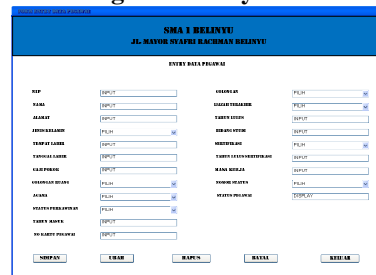 SMA 1 BELINYU
JL. MAYOR SYAFRI RACHMAN BELINYU
ENTRY DATA PEGAWAI
NIP INPUT
NAMA INPUT
ALAMAT INPUT
JENIS KELAMIN PILIH
TEMPAT LAHIR INPUT
TANGGAL LAHIR INPUT
GAJI POKOK INPUT
GOLONGAN RUANG PILIH
AGAMA PILIH
STATUS PERKAWINAN PILIH
TAHUN MASUK INPUT
NO KARTU PEGAWAI INPUT
GOLONGAN PILIH
IJAZAH TERAKHIR PILIH
TAHUN LULUS INPUT
BIDANG STUDI INPUT
SERTIFIKASI PILIH
TAHUN LULUS SERTIFIKASI INPUT
MASA KERJA INPUT
NOMOR STATUS PILIH
STATUS PEGAWAI DISPLAY
SIMPAN UBAH HAPUS BATAL KELUAR